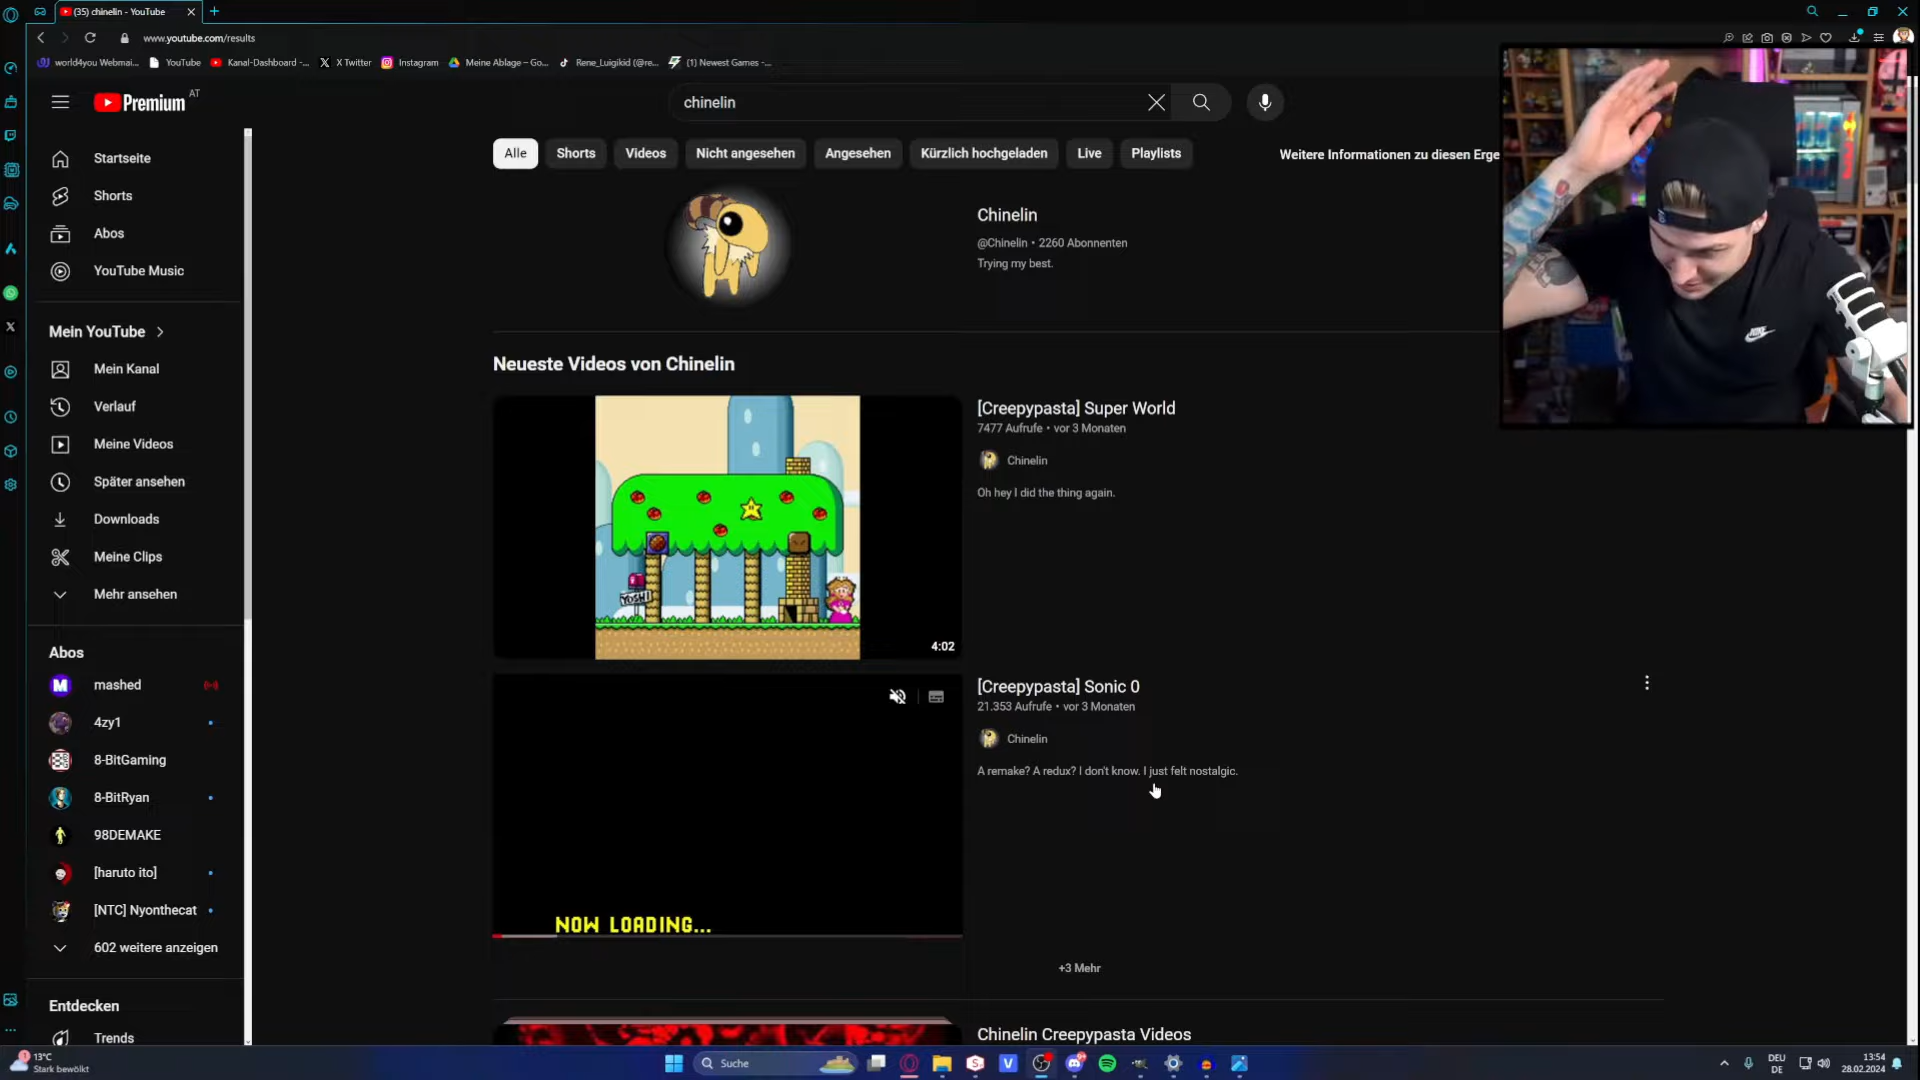 (35) chinelin - YouTube
www.youtube.com/results
world4you Webmai...
YouTube
Kanal-Dashboard -...
X Twitter
Instagram
Meine Ablage – Go...
Rene_Luigikid (@re...
(1) Newest Games -...
Premium
AT
chinelin
Alle
Shorts
Videos
Nicht angesehen
Angesehen
Kürzlich hochgeladen
Live
Playlists
Weitere Informationen zu diesen Erge
Startseite
Shorts
Abos
YouTube Music
Mein YouTube
Mein Kanal
Verlauf
Meine Videos
Später ansehen
Downloads
Meine Clips
Mehr ansehen
Abos
mashed
4zy1
8-BitGaming
8-BitRyan
98DEMAKE
[haruto ito]
[NTC] Nyonthecat
602 weitere anzeigen
Entdecken
Trends
Chinelin
@Chinelin • 2260 Abonnenten
Trying my best.
Neueste Videos von Chinelin
YOSHI
4:02
[Creepypasta] Super World
7477 Aufrufe • vor 3 Monaten
Chinelin
Oh hey I did the thing again.
NOW LOADING...
[Creepypasta] Sonic 0
21.353 Aufrufe • vor 3 Monaten
Chinelin
A remake? A redux? I don't know. I just felt nostalgic.
+3 Mehr
Chinelin Creepypasta Videos
13°C
Stark bewölkt
Suche
DEU
DE
13:54
28.02.2024